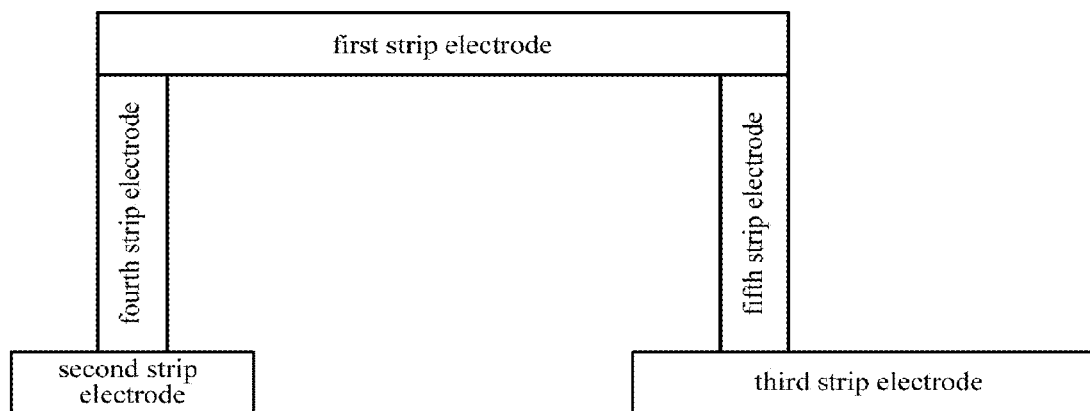 first strip electrode
fourth strip electrode
fifth strip electrode
second strip
electrode
third strip electrode